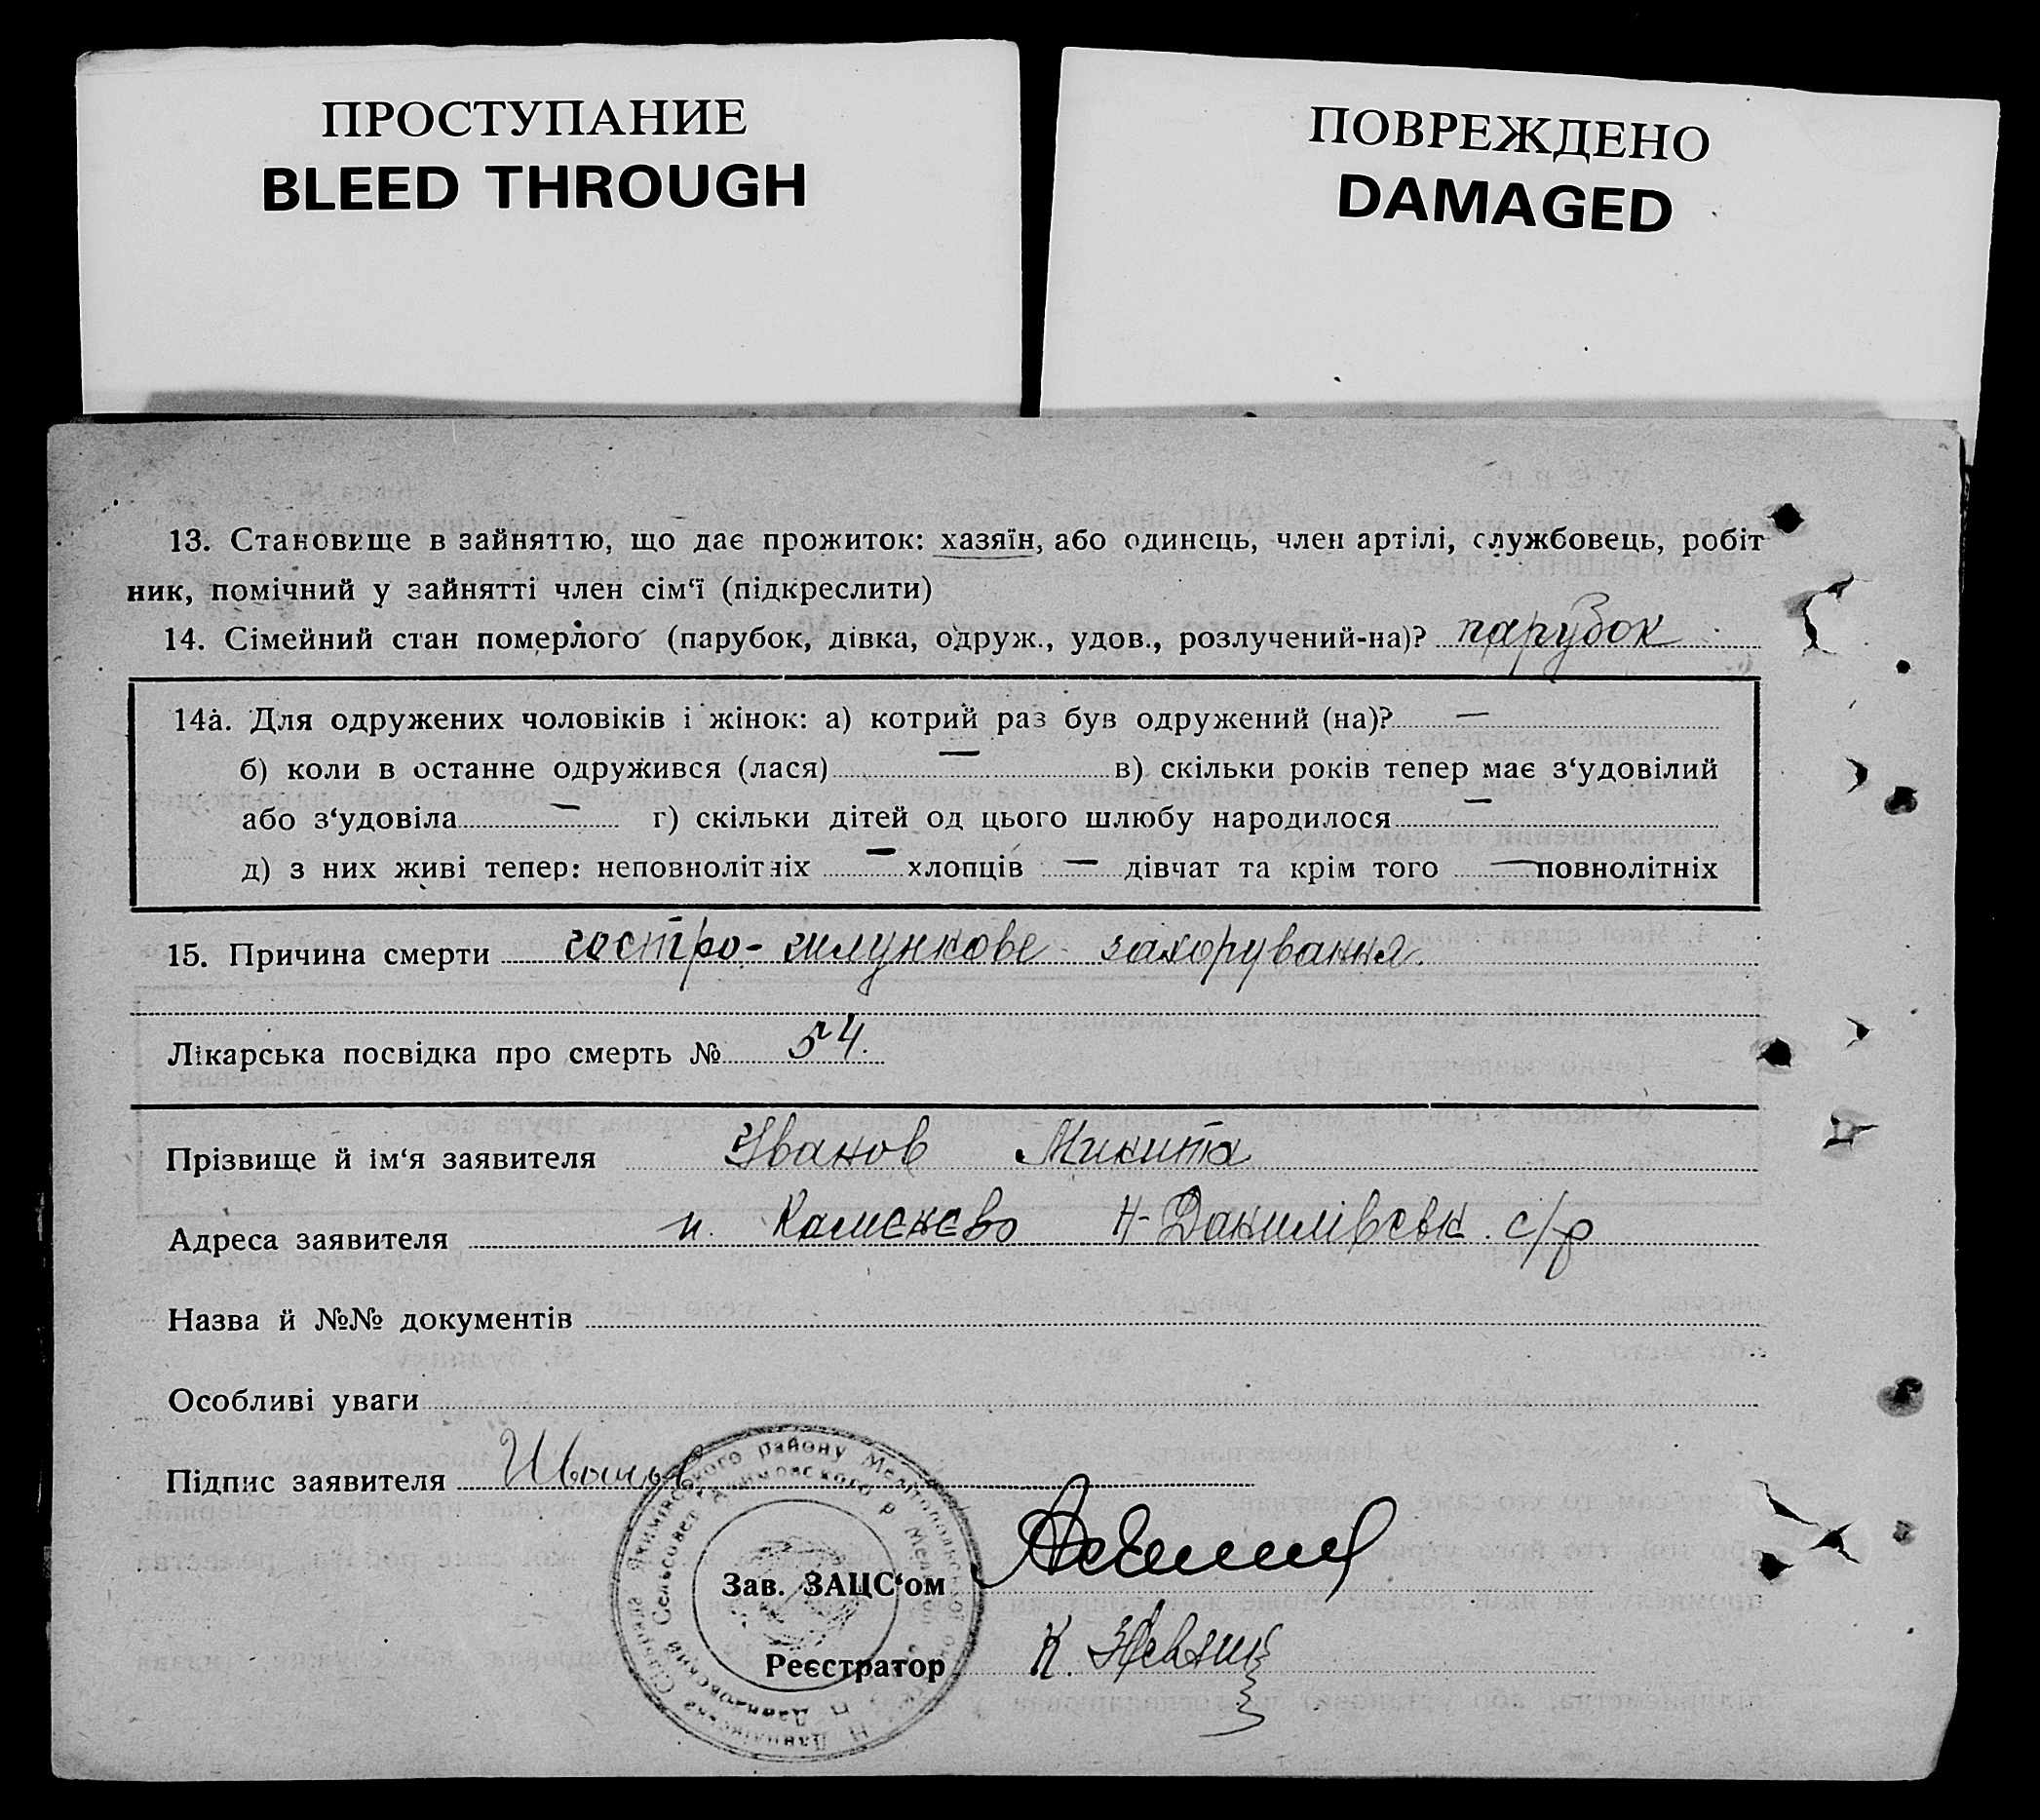 ПРОСТУПАНИЕ
BLEED THROUGH
ПОВРЕЖДЕНО
DAMAGED
13. Становище в зайняттю, що дає прожиток: хазяїн, або одинець, член артілі, службовець, робіт
ник, помічний у зайнятті член сім‘ї (підкреслити)
14. Сімейний стан померлого (парубок, дівка, одруж., удов., розлучений-на)? парубок
14а. Для одружених чоловіків і жінок: а) котрий раз був одружений (на)? —
б) коли в останне одружився (лася) — в) скільки років тепер має з‘удовілий
або з‘удовіла — г) скільки дітей од цього шлюбу народилося —
д) з них живі тепер: неповнолітніх — хлопців — дівчат та крім того — повнолітніх
15. Причина смерти гостро-шлункове захорування.
Лікарська посвідка про смерть № 54.
Прізвище й ім‘я заявителя Иванов Микита
Адреса заявителя Каменєво Н-Данилівськ. с/р
Назва й №№ документів
Особливі уваги
Підпис заявителя Иванов
Зав. ЗАЦС‘ом
Реєстратор К.